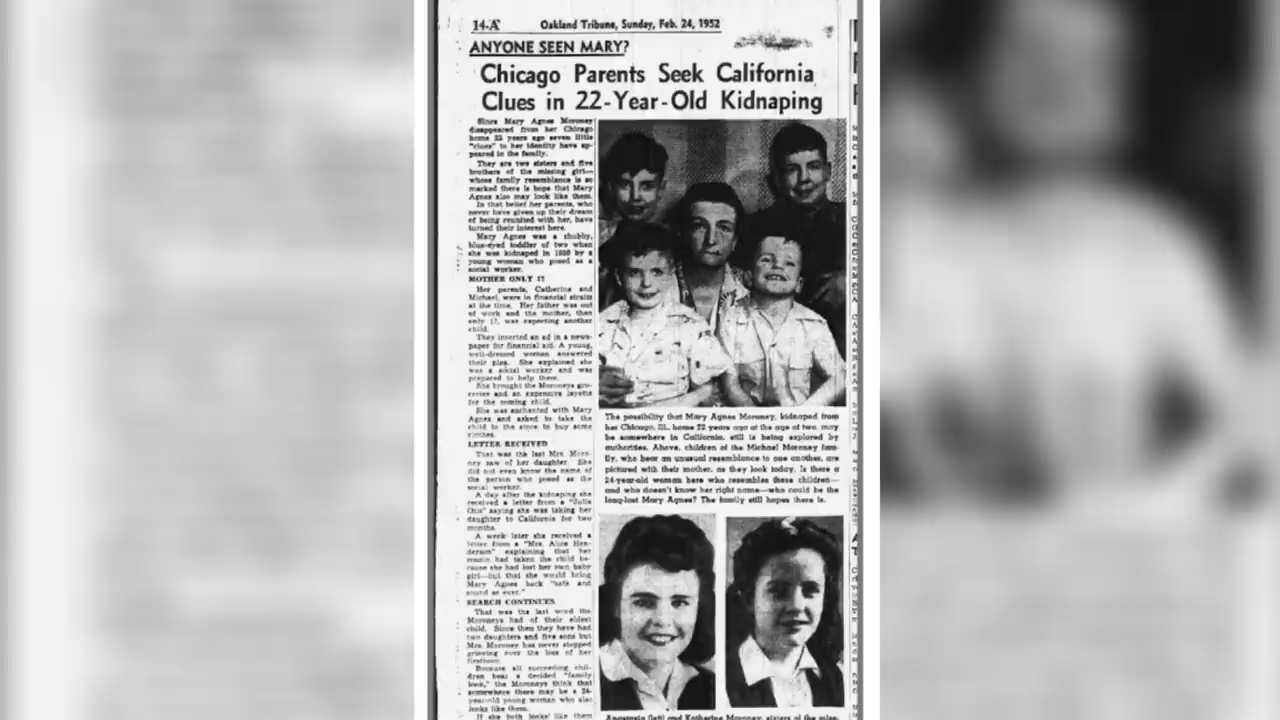 14-A
Oakland Tribune, Sunday, Feb. 24, 1952
ANYONE SEEN MARY?
Chicago Parents Seek California
Clues in 22-Year-Old Kidnaping
Since Mary Agnes Moroney
disappeared from her Chicago
home 22 years ago seven little
"clues" to her identity have ap-
peared in the family.
They are two sisters and five
brothers of the missing girl—
whose family resemblance is so
marked there is hope that Mary
Agnes also may look like them.
In that belief her parents, who
never have given up their dream
of being reunited with her, have
turned their interest here.
Mary Agnes was a chubby,
blue-eyed toddler of two when
she was kidnaped in 1930 by a
young woman who posed as a
social worker.
MOTHER ONLY 17
Her parents, Catherine and
Michael, were in financial straits
at the time. Her father was out
of work and the mother, then
only 17, was expecting another
child.
They inserted an ad in a news-
paper for financial aid. A young,
well-dressed woman answered
their plea. She explained she
was a social worker and was
prepared to help them.
She brought the Moroneys gro-
ceries and an expensive layette
for the coming child.
She was enchanted with Mary
Agnes and asked to take the
child to the store to buy some
clothes.
LETTER RECEIVED
That was the last Mrs. Moro-
ney saw of her daughter. She
did not even know the name of
the person who posed as the
social worker.
A day after the kidnaping she
received a letter from a "Julia
Otis" saying she was taking her
daughter to California for two
months.
A week later she received a
letter from a "Mrs. Alice Hen-
derson" explaining that her
cousin had taken the child be-
cause she had lost her own baby
girl—but that she would bring
Mary Agnes back "safe and
sound as ever."
SEARCH CONTINUES
That was the last word the
Moroneys had of their eldest
child. Since then they have had
two daughters and five sons but
Mrs. Moroney has never stopped
grieving over the loss of her
firstborn.
Because all succeeding chil-
dren bear a decided "family
look," the Moroneys think that
somewhere there may be a 24-
year-old young woman who also
looks like them.
If she both looks like them
The possibility that Mary Agnes Moroney, kidnaped from
her Chicago, Ill., home 22 years ago at the age of two, may
be somewhere in California, still is being explored by
authorities. Above, children of the Michael Moroney fam-
ily, who bear an unusual resemblance to one another, are
pictured with their mother, as they look today. Is there a
24-year-old woman here who resembles these children—
and who doesn't know her right name—who could be the
long-lost Mary Agnes? The family still hopes there is.
Anastasia (left) and Katherine Moroney, sisters of the miss-